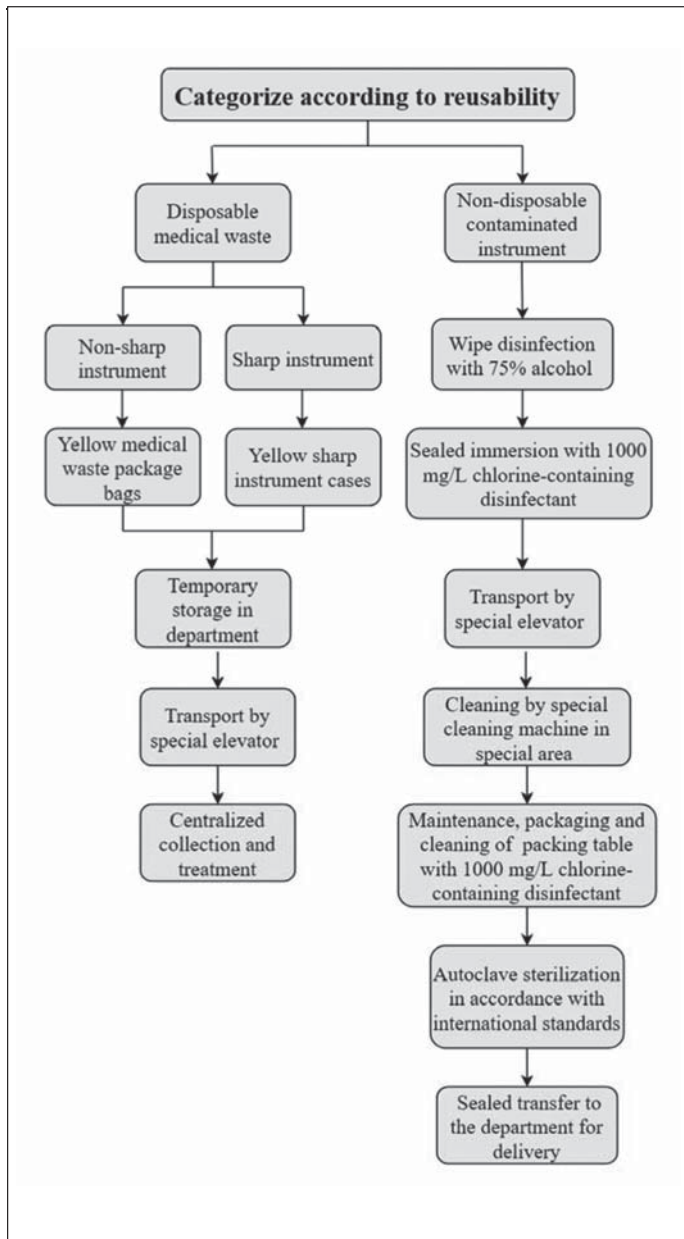 Categorize according to reusability
Disposable
medical waste
Non-disposable
contaminated
instrument
Non-sharp
instrument
Sharp instrument
Wipe disinfection
with 75% alcohol
Yellow medical
waste package
bags
Yellow sharp
instrument cases
Sealed immersion with 1000
mg/L chlorine-containing
disinfectant
Temporary
storage in
department
Transport by
special elevator
Transport by
special elevator
Cleaning by special
cleaning machine in
special area
Centralized
collection and
treatment
Maintenance, packaging and
cleaning of packing table
with 1000 mg/L chlorine-
containing disinfectant
Autoclave sterilization
in accordance with
international standards
Sealed transfer to
the department for
delivery